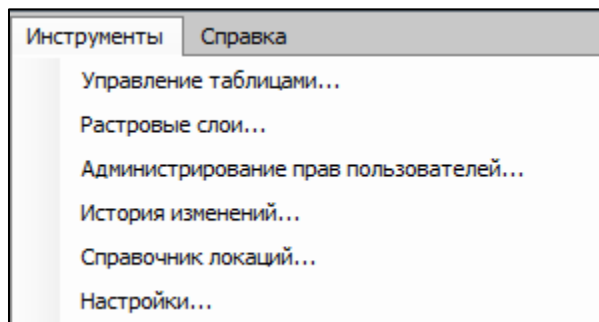 Инструменты Справка
Управление таблицами...
Растровые слои...
Администрирование прав пользователей...
История изменений...
Справочник локаций...
Настройки...